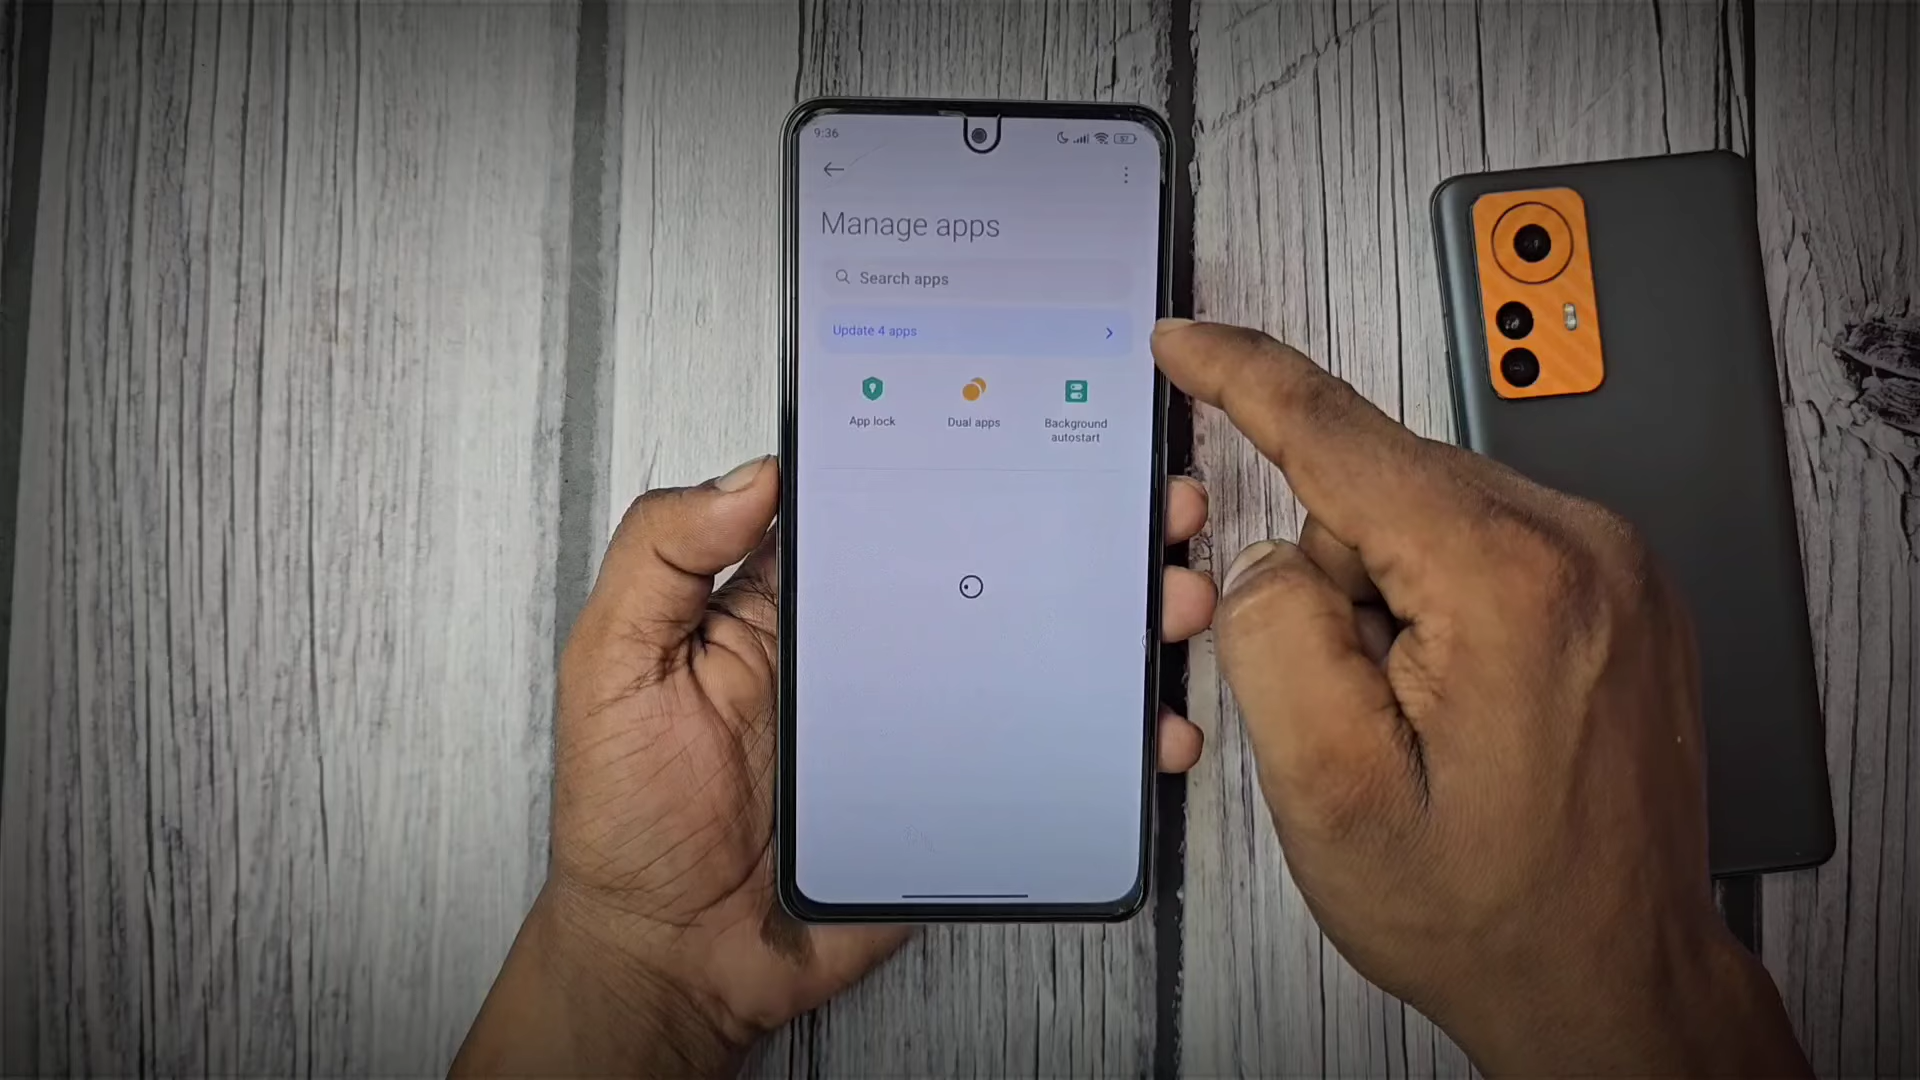 9:36
Manage apps
Search apps
Update 4 apps
App lock
Dual apps
Background
autostart